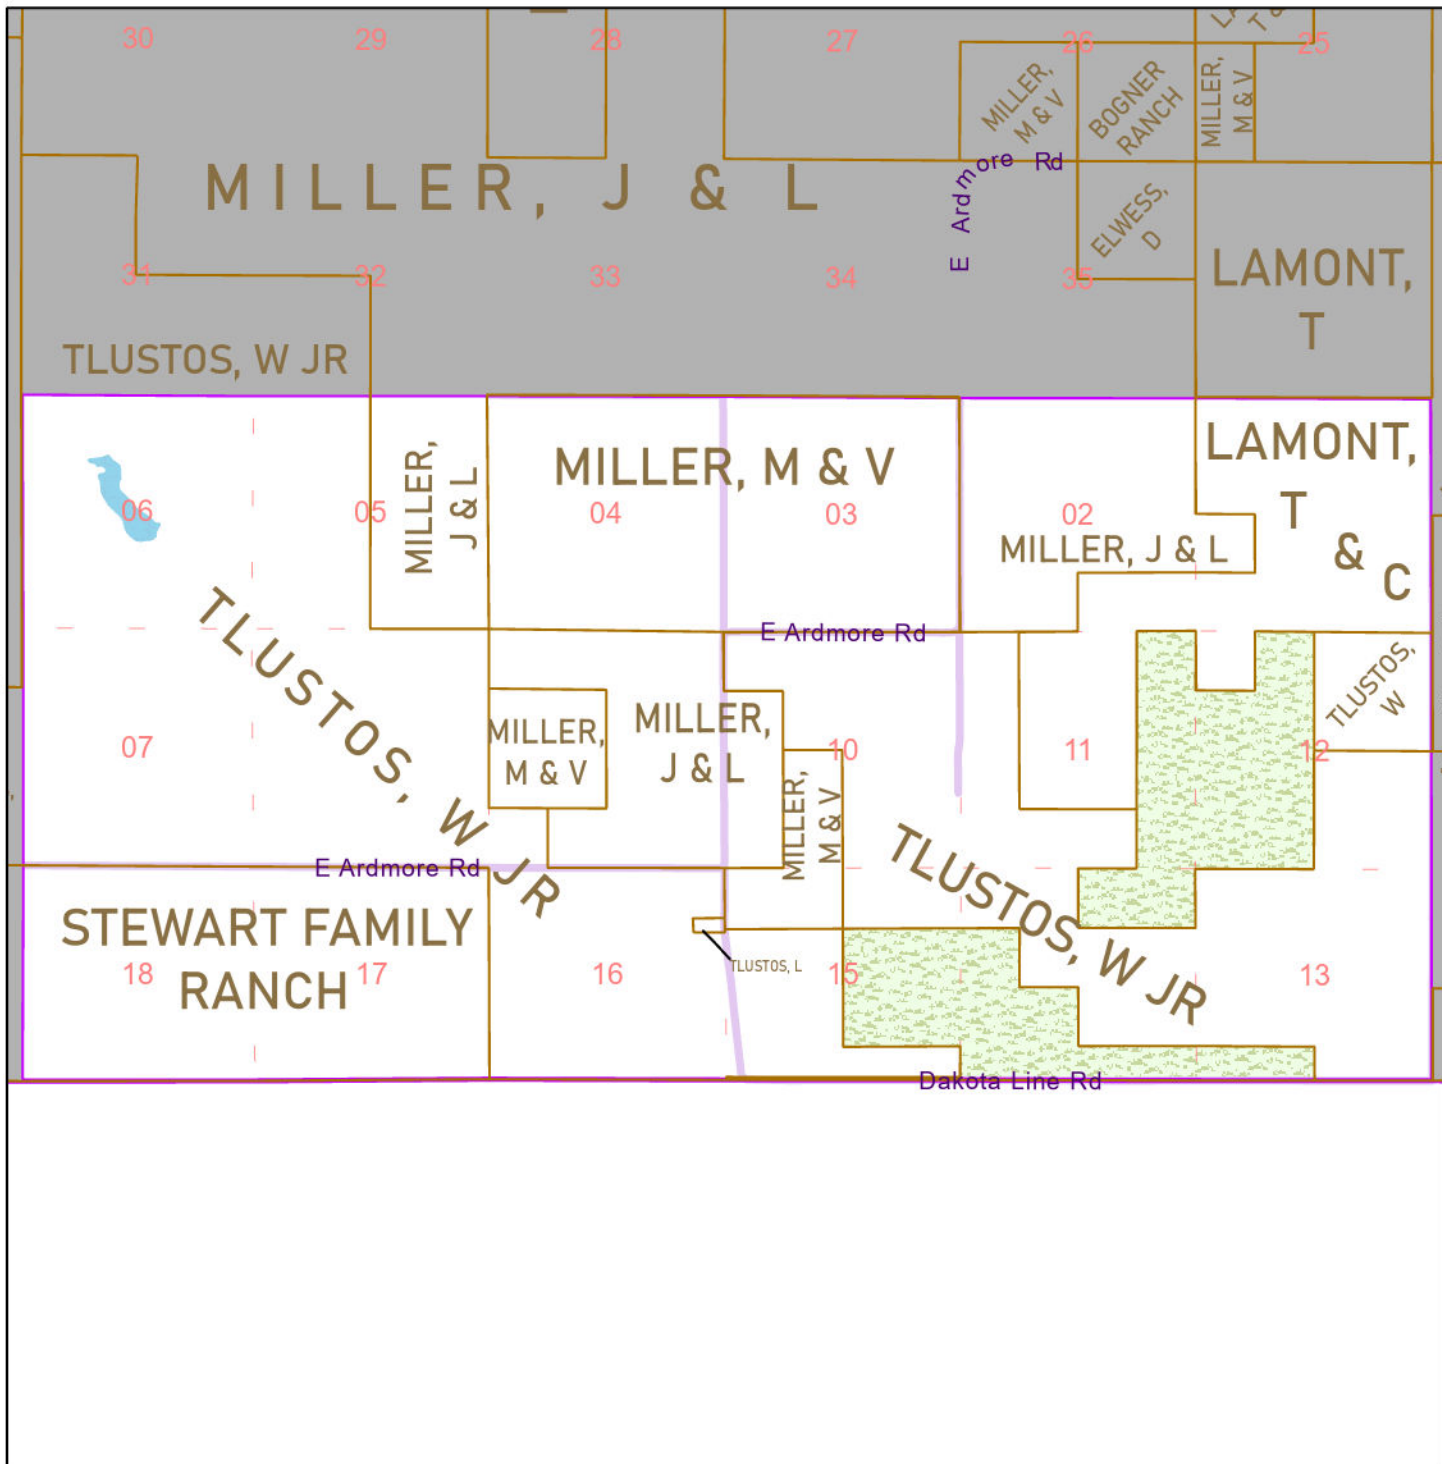 30 29 28 27 26 25
T &
MILLER,
M & V
BOGNER
RANCH
MILLER,
M & V
MILLER, J & L
E Ardmore Rd
ELWESS,
D
LAMONT,
T
31 32 33 34 35
TLUSTOS, W JR
LAMONT,
T
&
C
MILLER,
J & L
MILLER, M & V
06 05 04 03 02
MILLER, J & L
TLUSTOS, W JR
E Ardmore Rd
TLUSTOS,
W
MILLER,
M & V
MILLER,
J & L
07 10 11 12
MILLER,
M & V
TLUSTOS, W JR
E Ardmore Rd
STEWART FAMILY
RANCH
TLUSTOS, L
18 17 16 15 13
Dakota Line Rd